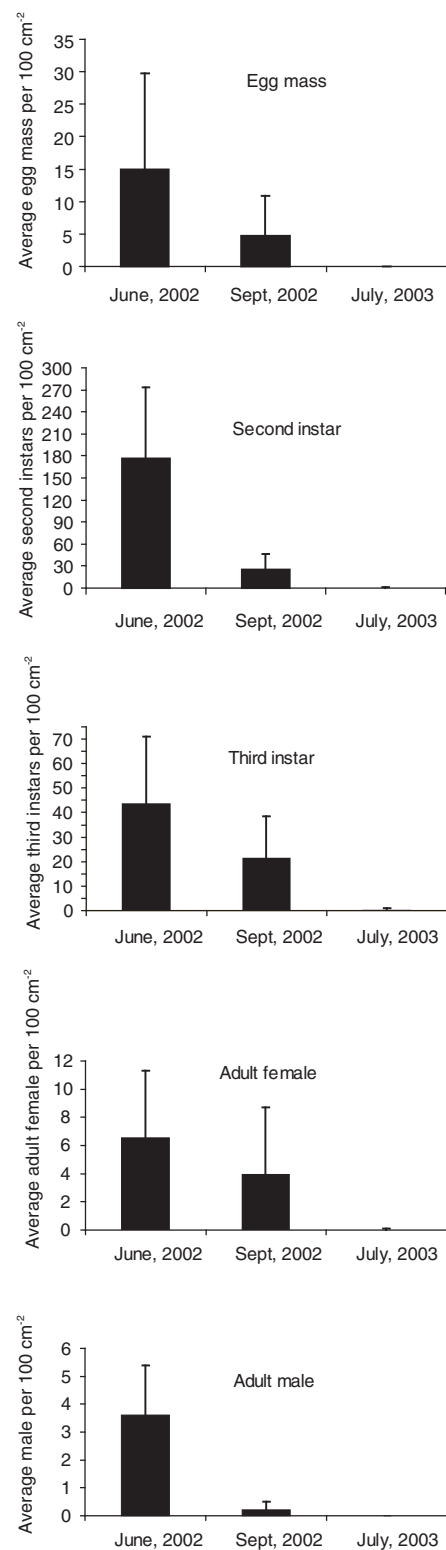 Average egg mass per 100 cm-2
35
30
25
20
15
10
5
0
Egg mass
June, 2002 Sept, 2002 July, 2003
Average second instars per 100 cm-2
300
270
240
210
180
150
120
90
60
30
0
Second instar
June, 2002 Sept, 2002 July, 2003
Average third instars per 100 cm-2
70
60
50
40
30
20
10
0
Third instar
June, 2002 Sept, 2002 July, 2003
Average adult female per 100 cm-2
12
10
8
6
4
2
0
Adult female
June, 2002 Sept, 2002 July, 2003
Average male per 100 cm-2
6
5
4
3
2
1
0
Adult male
June, 2002 Sept, 2002 July, 2003